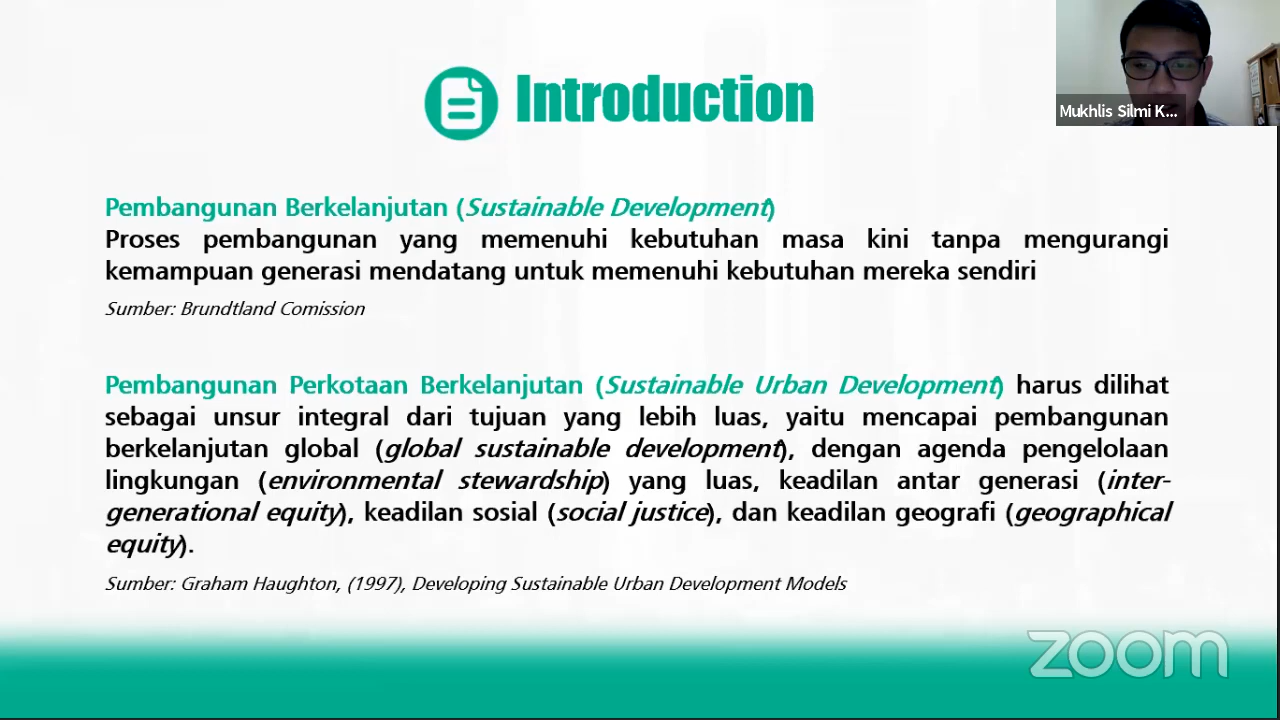 Introduction
Mukhlis Silmi K...
Pembangunan Berkelanjutan (Sustainable Development)
Proses pembangunan yang memenuhi kebutuhan masa kini tanpa mengurangi
kemampuan generasi mendatang untuk memenuhi kebutuhan mereka sendiri
Sumber: Brundtland Comission
Pembangunan Perkotaan Berkelanjutan (Sustainable Urban Development) harus dilihat
sebagai unsur integral dari tujuan yang lebih luas, yaitu mencapai pembangunan
berkelanjutan global (global sustainable development), dengan agenda pengelolaan
lingkungan (environmental stewardship) yang luas, keadilan antar generasi (inter-
generational equity), keadilan sosial (social justice), dan keadilan geografi (geographical
equity).
Sumber: Graham Haughton, (1997), Developing Sustainable Urban Development Models
zoom